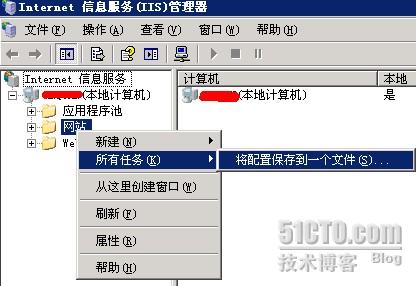 Internet 信息服务(IIS)管理器
文件(F) 操作(A) 查看(V) 窗口(W) 帮助(H)
Internet 信息服务
(本地计算机)
应用程序池
网站
We
计算机 本地
(本地计算机) 是
新建(N)
所有任务(K)
从这里创建窗口(W)
刷新(F)
属性(R)
帮助(H)
将配置保存到一个文件(S)...
51CTO.com
技术博客 Blog